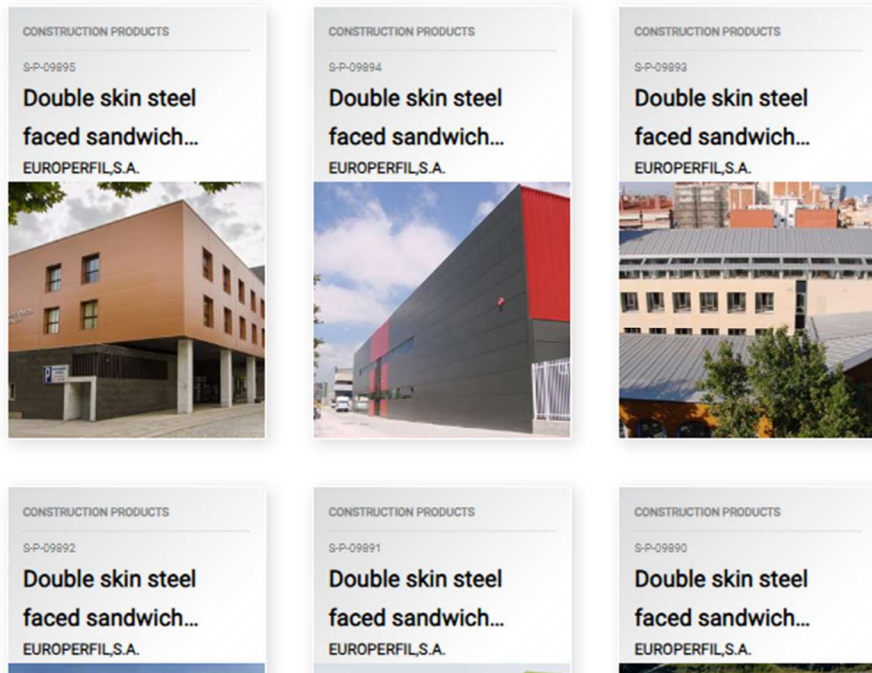 CONSTRUCTION PRODUCTS
S-P-09895
Double skin steel
faced sandwich...
EUROPERFIL,S.A.
CONSTRUCTION PRODUCTS
S-P-09894
Double skin steel
faced sandwich...
EUROPERFIL,S.A.
CONSTRUCTION PRODUCTS
S-P-09893
Double skin steel
faced sandwich...
EUROPERFIL,S.A.
P
CONSTRUCTION PRODUCTS
S-P-09892
Double skin steel
faced sandwich...
EUROPERFIL,S.A.
CONSTRUCTION PRODUCTS
S-P-09891
Double skin steel
faced sandwich...
EUROPERFIL,S.A.
CONSTRUCTION PRODUCTS
S-P-09890
Double skin steel
faced sandwich...
EUROPERFIL,S.A.